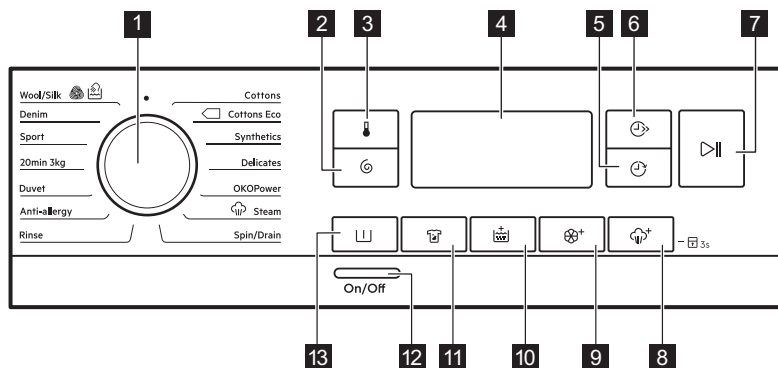 1
2
3
4
5
6
7
Wool/Silk
Denim
Sport
20min 3kg
Duvet
Anti-allergy
Rinse
Cottons
Cottons Eco
Synthetics
Delicates
OKOPower
Steam
Spin/Drain
3s
On/Off
13
12
11
10
9
8